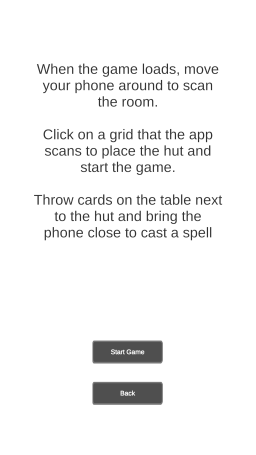 When the game loads, move
your phone around to scan
the room.
Click on a grid that the app
scans to place the hut and
start the game.
Throw cards on the table next
to the hut and bring the
phone close to cast a spell
Start Game
Back